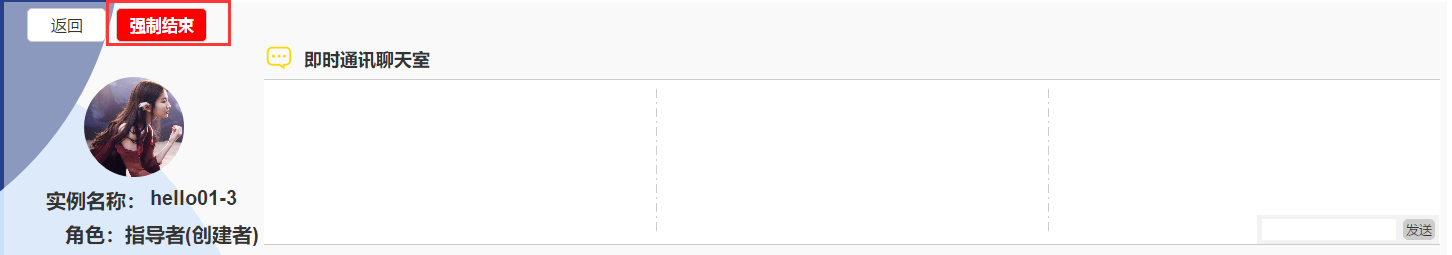 返回 强制结束
即时通讯聊天室
实例名称： hello01-3
角色：指导者(创建者)
发送